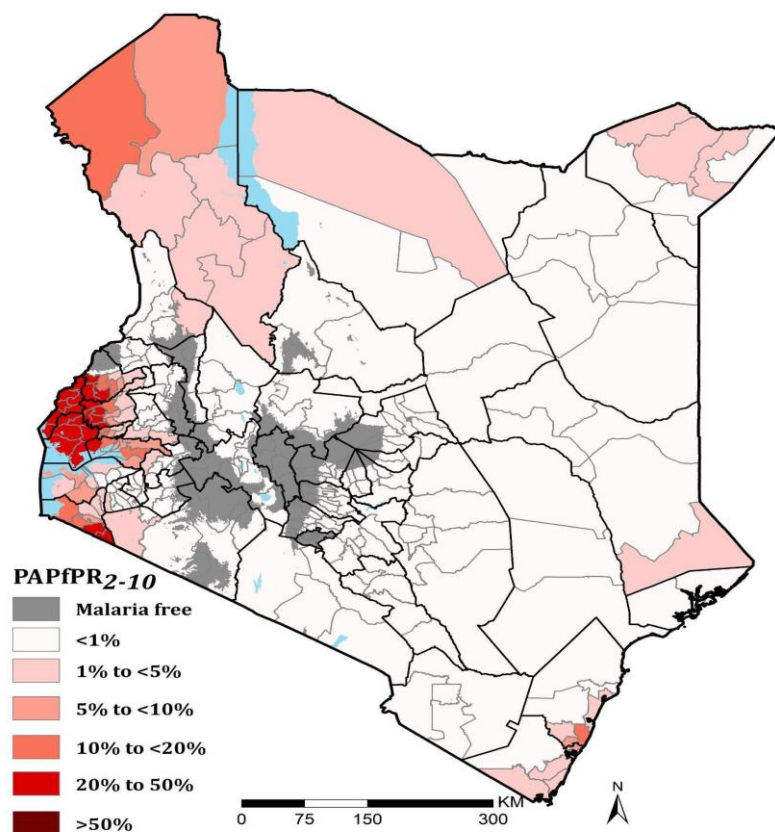 PAPfPR2-10
Malaria free
<1%
1% to <5%
5% to <10%
10% to <20%
20% to 50%
>50%
KM
0 75 150 300
N